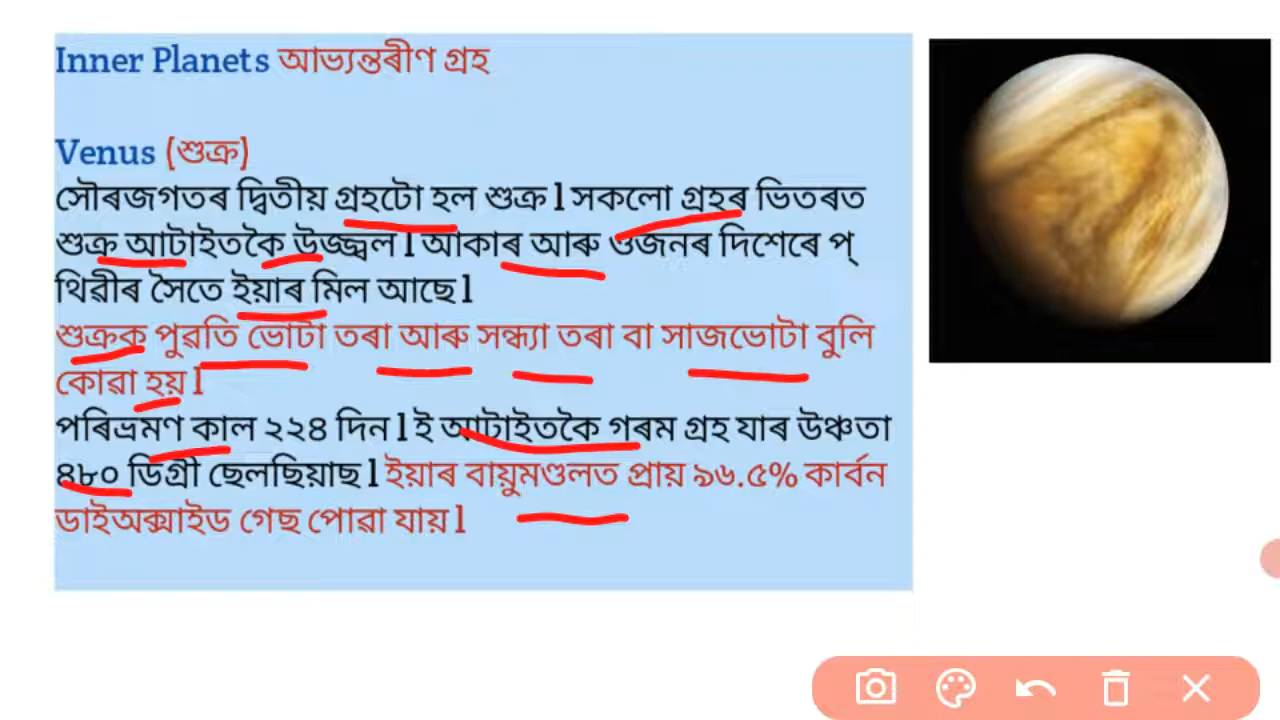 Inner Planets আভ্যন্তৰীণ গ্ৰহ
Venus (শুক্ৰ)
সৌৰজগতৰ দ্বিতীয় গ্ৰহটো হল শুক্ৰ l সকলো গ্ৰহৰ ভিতৰত
শুক্ৰ আটাইতকৈ উজ্জ্বল l আকাৰ আৰু ওজনৰ দিশেৰে পৃ
থিৱীৰ সৈতে ইয়াৰ মিল আছে l
শুক্ৰক পুৱতি ভোটা তৰা আৰু সন্ধ্যা তৰা বা সাজভোটা বুলি
কোৱা হয় l
পৰিভ্ৰমণ কাল ২২৪ দিন l ই আটাইতকৈ গৰম গ্ৰহ যাৰ উঞ্চতা
৪৮০ ডিগ্ৰী ছেলছিয়াছ l ইয়াৰ বায়ুমণ্ডলত প্ৰায় ৯৬.৫% কাৰ্বন
ডাইঅক্সাইড গেছ পোৱা যায় l